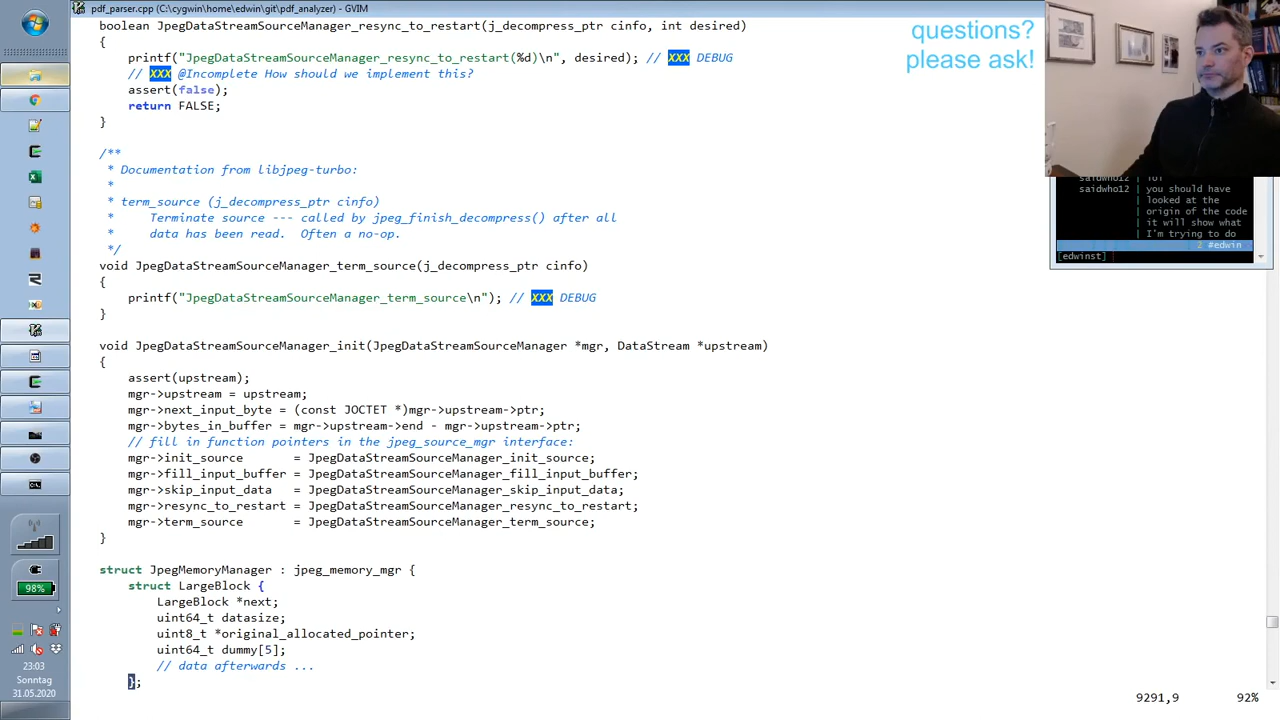 pdf_parser.cpp (C:\cygwin\home\edwin\git\pdf_analyzer) - GVIM
boolean JpegDataStreamSourceManager_resync_to_restart(j_decompress_ptr cinfo, int desired)
{
printf("JpegDataStreamSourceManager_resync_to_restart(%d)\n", desired); // XXX DEBUG
// XXX @Incomplete How should we implement this?
assert(false);
return FALSE;
}
/**
* Documentation from libjpeg-turbo:
*
* term_source (j_decompress_ptr cinfo)
* Terminate source --- called by jpeg_finish_decompress() after all
* data has been read. Often a no-op.
*/
void JpegDataStreamSourceManager_term_source(j_decompress_ptr cinfo)
{
printf("JpegDataStreamSourceManager_term_source\n"); // XXX DEBUG
}
void JpegDataStreamSourceManager_init(JpegDataStreamSourceManager *mgr, DataStream *upstream)
{
assert(upstream);
mgr->upstream = upstream;
mgr->next_input_byte = (const JOCTET *)mgr->upstream->ptr;
mgr->bytes_in_buffer = mgr->upstream->end - mgr->upstream->ptr;
// fill in function pointers in the jpeg_source_mgr interface:
mgr->init_source = JpegDataStreamSourceManager_init_source;
mgr->fill_input_buffer = JpegDataStreamSourceManager_fill_input_buffer;
mgr->skip_input_data = JpegDataStreamSourceManager_skip_input_data;
mgr->resync_to_restart = JpegDataStreamSourceManager_resync_to_restart;
mgr->term_source = JpegDataStreamSourceManager_term_source;
}
struct JpegMemoryManager : jpeg_memory_mgr {
struct LargeBlock {
LargeBlock *next;
uint64_t datasize;
uint8_t *original_allocated_pointer;
uint64_t dummy[5];
// data afterwards ...
};
9291,9 92%
questions?
please ask!
saidwho12 | lol
saidwho12 | you should have
| looked at the
| origin of the code
| it will show what
| I'm trying to do
2 #edwin
[edwinst]
98%
23:03
Sonntag
31.05.2020